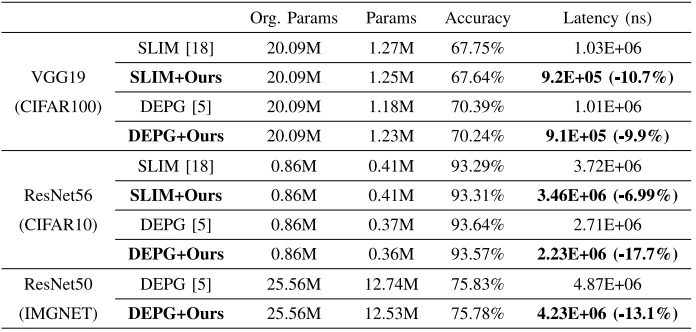 Org. Params Params Accuracy Latency (ns)
SLIM [18] 20.09M 1.27M 67.75% 1.03E+06
VGG19 SLIM+Ours 20.09M 1.25M 67.64% 9.2E+05 (-10.7%)
(CIFAR100) DEPG [5] 20.09M 1.18M 70.39% 1.01E+06
DEPG+Ours 20.09M 1.23M 70.24% 9.1E+05 (-9.9%)
SLIM [18] 0.86M 0.41M 93.29% 3.72E+06
ResNet56 SLIM+Ours 0.86M 0.41M 93.31% 3.46E+06 (-6.99%)
(CIFAR10) DEPG [5] 0.86M 0.37M 93.64% 2.71E+06
DEPG+Ours 0.86M 0.36M 93.57% 2.23E+06 (-17.7%)
ResNet50 DEPG [5] 25.56M 12.74M 75.83% 4.87E+06
(IMGNET) DEPG+Ours 25.56M 12.53M 75.78% 4.23E+06 (-13.1%)